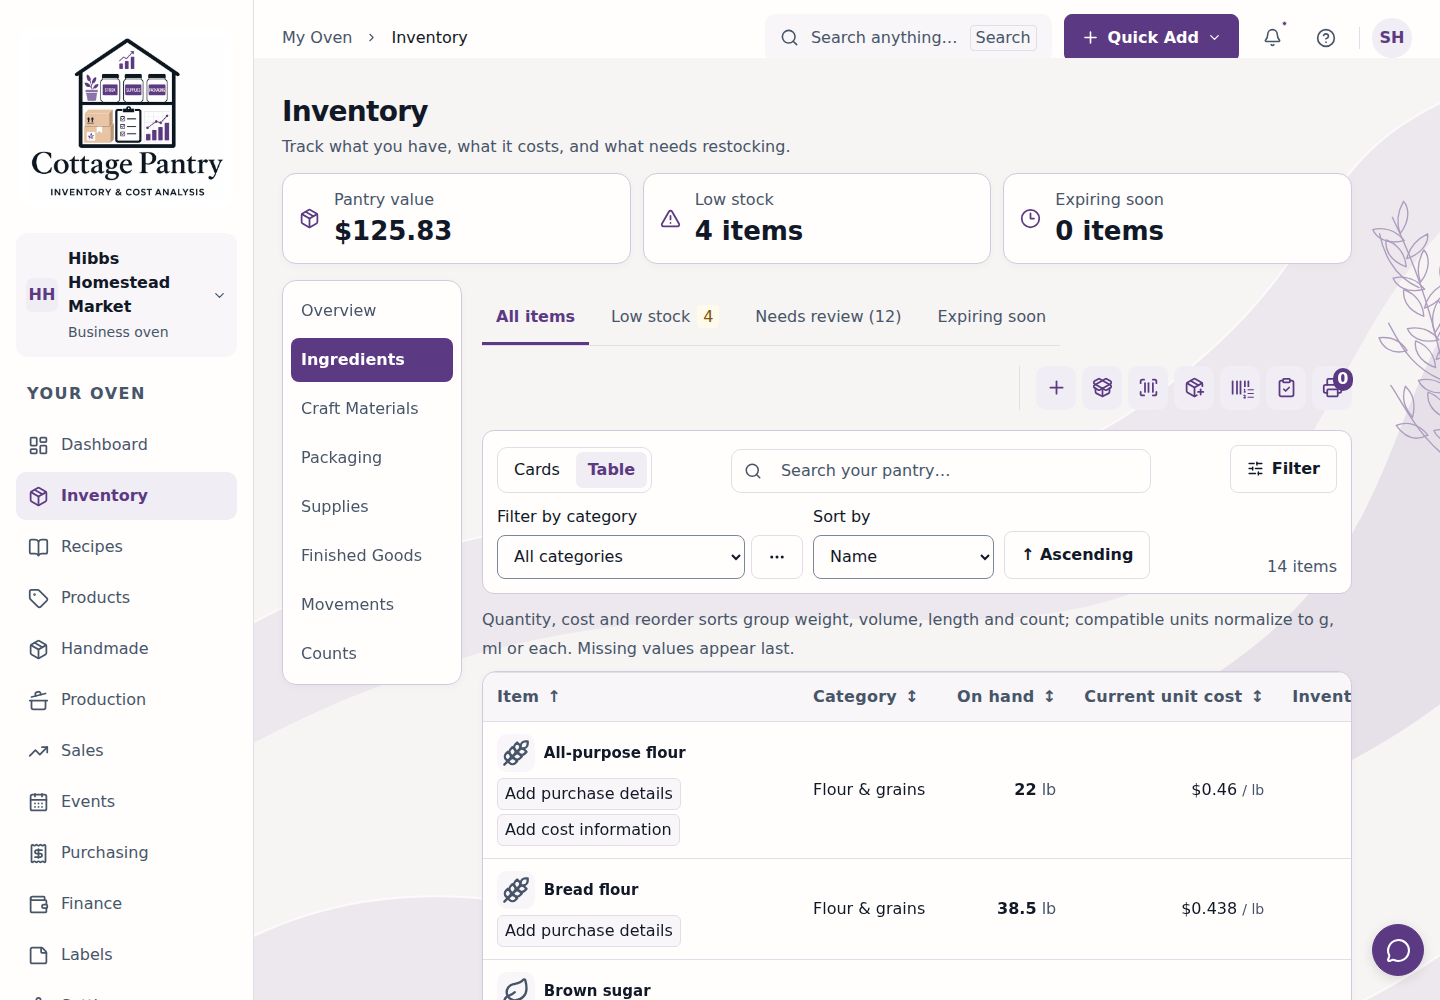 My Oven > Inventory
Search anything... Search
+ Quick Add
SH
Cottage Pantry
INVENTORY & COST ANALYSIS
HH
Hibbs
Homestead
Market
Business oven
YOUR OVEN
Dashboard
Inventory
Recipes
Products
Handmade
Production
Sales
Events
Purchasing
Finance
Labels
Inventory
Track what you have, what it costs, and what needs restocking.
Pantry value
$125.83
Low stock
4 items
Expiring soon
0 items
Overview
Ingredients
Craft Materials
Packaging
Supplies
Finished Goods
Movements
Counts
All items
Low stock 4
Needs review (12)
Expiring soon
0
Cards
Table
Search your pantry...
Filter
Filter by category
Sort by
All categories
...
Name
↑ Ascending
14 items
Quantity, cost and reorder sorts group weight, volume, length and count; compatible units normalize to g,
ml or each. Missing values appear last.
Item ↑ Category ↕ On hand ↕ Current unit cost ↕ Invent
All-purpose flour
Add purchase details
Add cost information
Flour & grains 22 lb $0.46 / lb
Bread flour
Add purchase details
Flour & grains 38.5 lb $0.438 / lb
Brown sugar